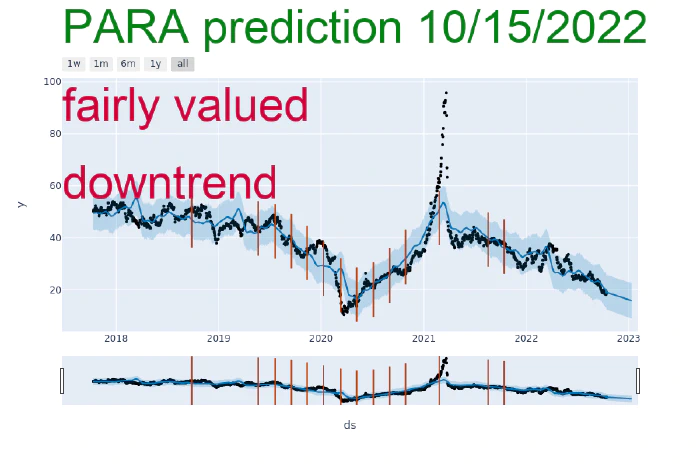 PARA prediction 10/15/2022
1w 1m 6m 1y all
100
fairly valued
80
downtrend
60
y
40
20
2018 2019 2020 2021 2022 2023
ds